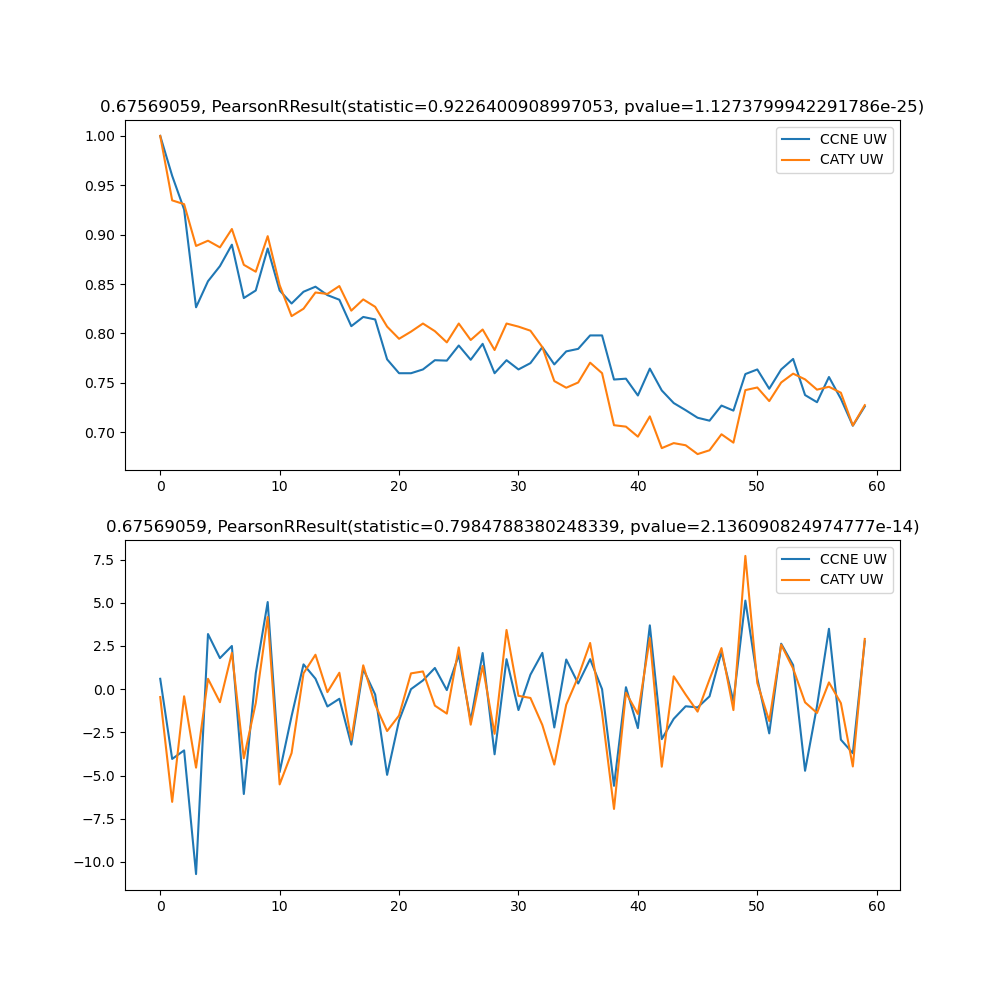 0.67569059, PearsonRResult(statistic=0.9226400908997053, pvalue=1.1273799942291786e-25)
CCNE UW
CATY UW
1.00
0.95
0.90
0.85
0.80
0.75
0.70
0 10 20 30 40 50 60
0.67569059, PearsonRResult(statistic=0.7984788380248339, pvalue=2.136090824974777e-14)
CCNE UW
CATY UW
7.5
5.0
2.5
0.0
−2.5
−5.0
−7.5
−10.0
0 10 20 30 40 50 60